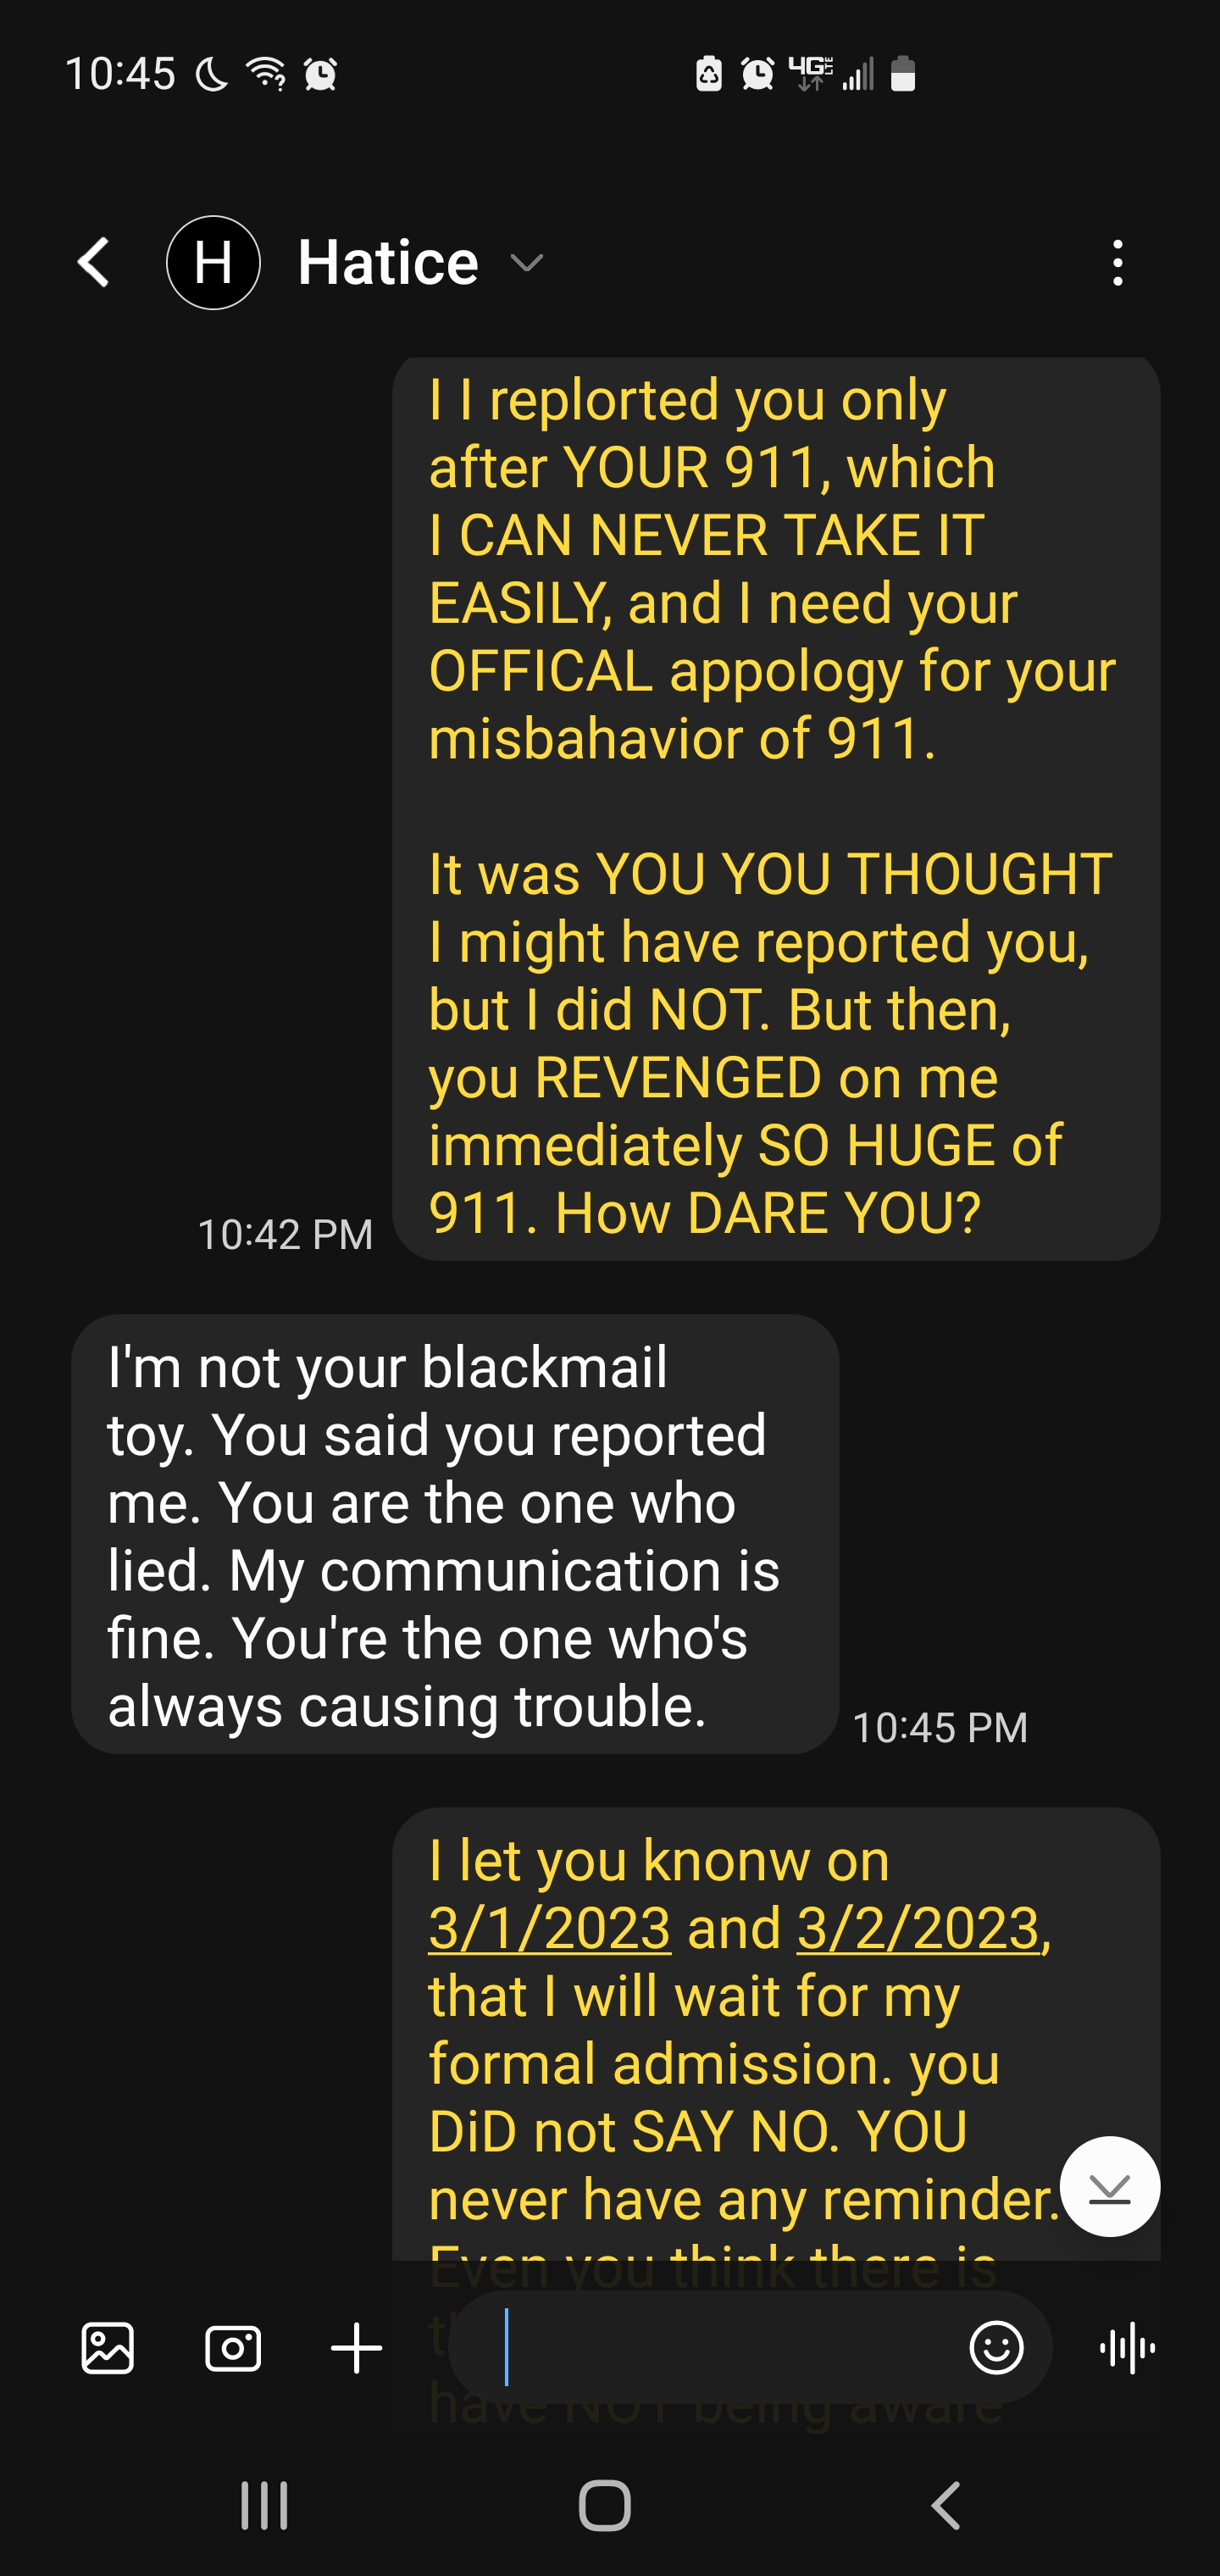 10:45
4G LTE
H Hatice
I I replorted you only
after YOUR 911, which
I CAN NEVER TAKE IT
EASILY, and I need your
OFFICAL appology for your
misbahavior of 911.
It was YOU YOU THOUGHT
I might have reported you,
but I did NOT. But then,
you REVENGED on me
immediately SO HUGE of
911. How DARE YOU?
10:42 PM
I'm not your blackmail
toy. You said you reported
me. You are the one who
lied. My communication is
fine. You're the one who's
always causing trouble.
10:45 PM
I let you knonw on
3/1/2023 and 3/2/2023,
that I will wait for my
formal admission. you
DiD not SAY NO. YOU
never have any reminder.
Even you think there is
have NOT being aware